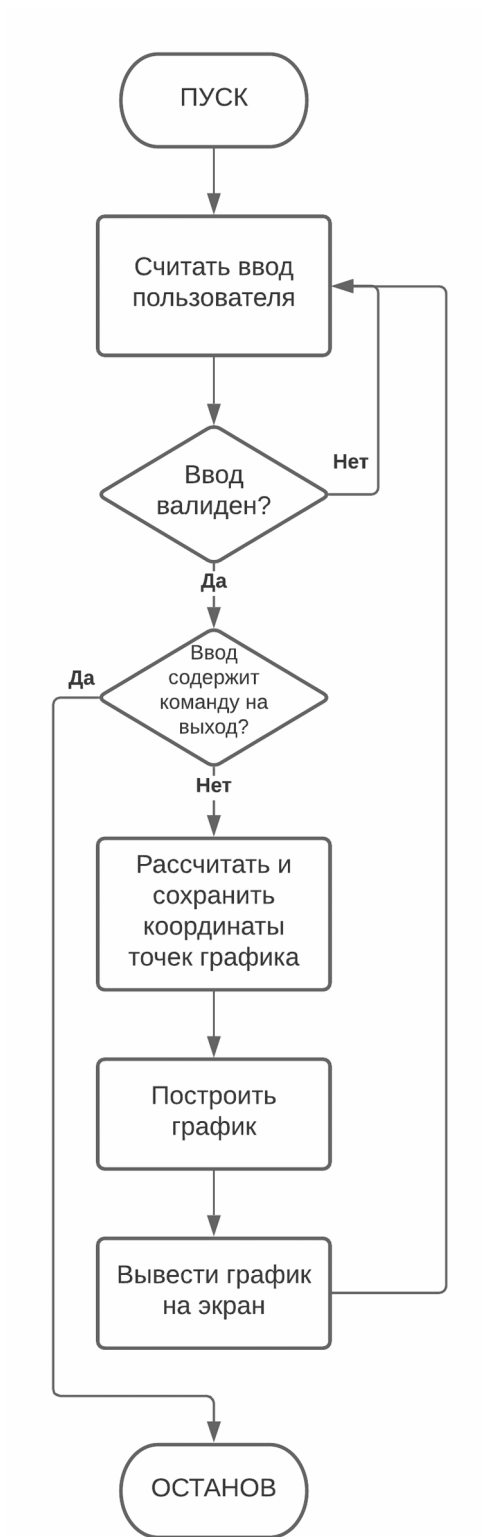 ПУСК
Считать ввод
пользователя
Ввод
валиден?
Нет
Да
Ввод
содержит
команду на
выход?
Да
Нет
Рассчитать и
сохранить
координаты
точек графика
Построить
график
Вывести график
на экран
ОСТАНОВ